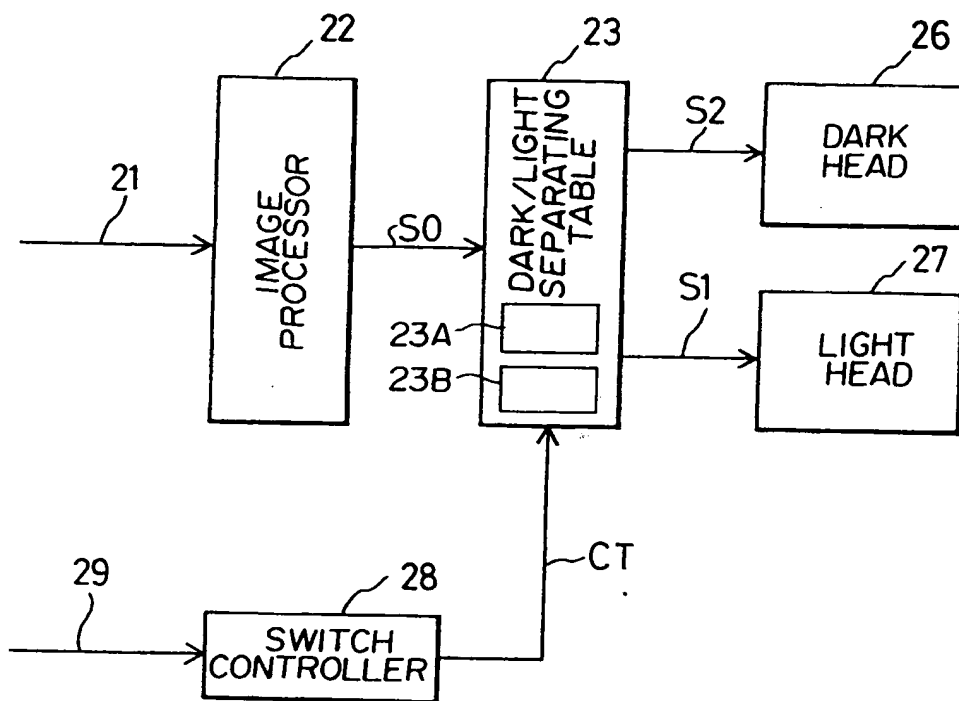 22
23
26
21
IMAGE
PROCESSOR
S0
DARK/LIGHT
SEPARATING
TABLE
23A
23B
S2
DARK
HEAD
S1
27
LIGHT
HEAD
CT
29
28
SWITCH
CONTROLLER